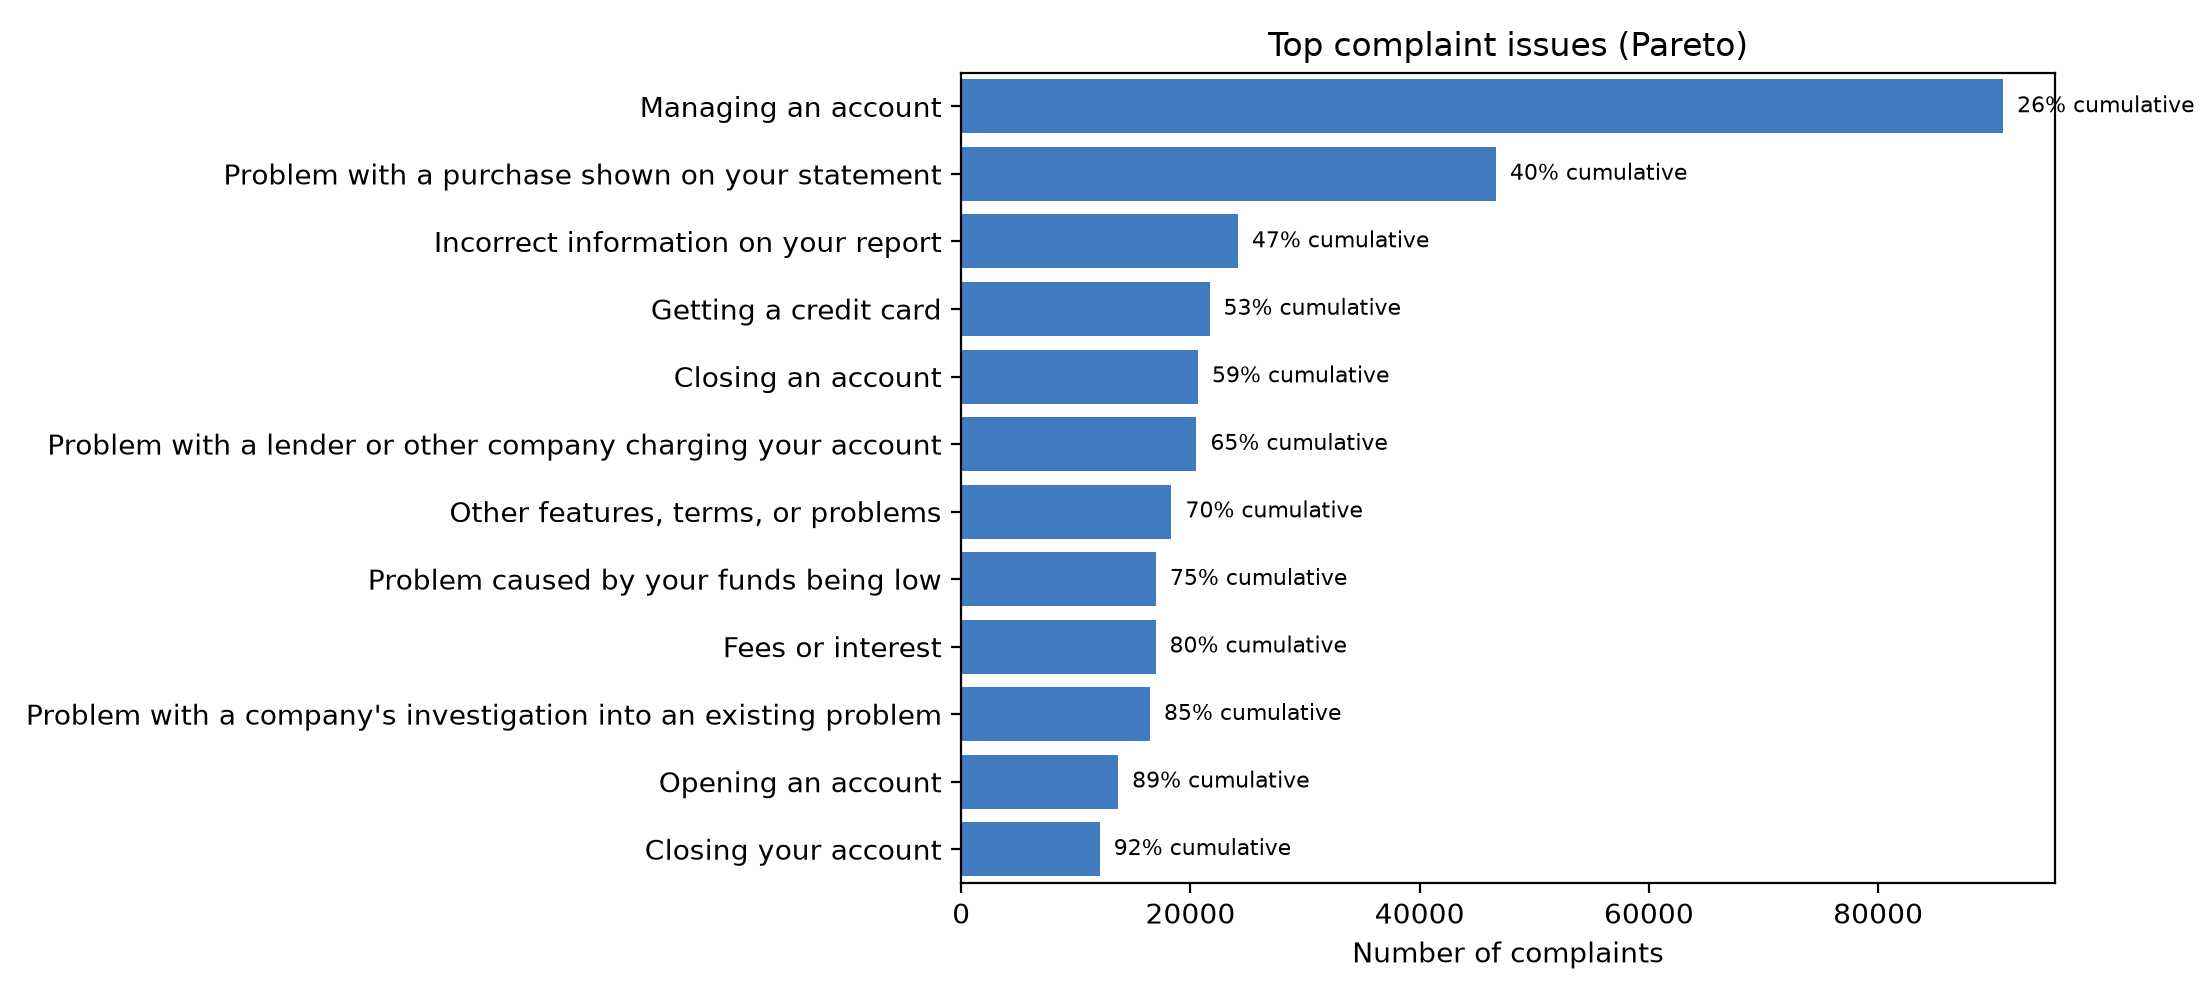 Top complaint issues (Pareto)
Managing an account 26% cumulative
Problem with a purchase shown on your statement 40% cumulative
Incorrect information on your report 47% cumulative
Getting a credit card 53% cumulative
Closing an account 59% cumulative
Problem with a lender or other company charging your account 65% cumulative
Other features, terms, or problems 70% cumulative
Problem caused by your funds being low 75% cumulative
Fees or interest 80% cumulative
Problem with a company's investigation into an existing problem 85% cumulative
Opening an account 89% cumulative
Closing your account 92% cumulative
0 20000 40000 60000 80000
Number of complaints